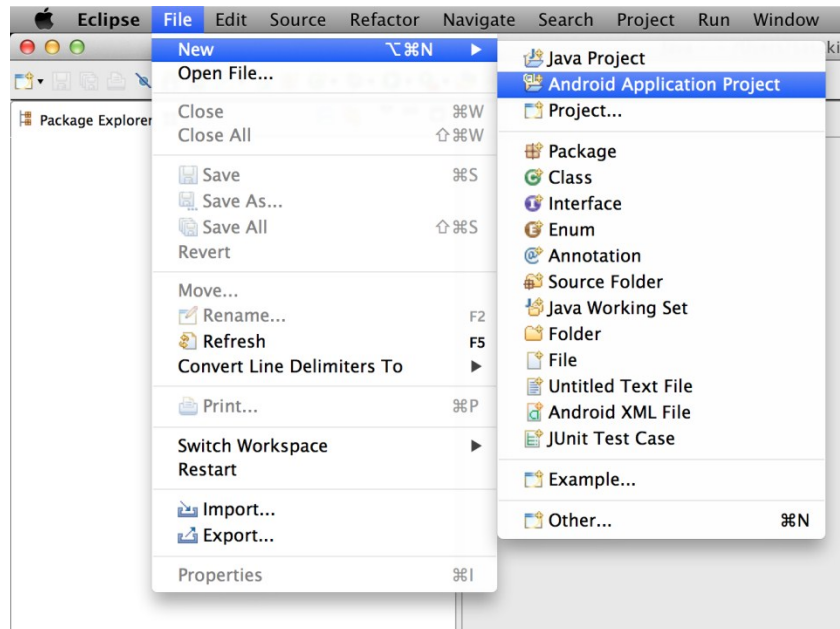 Eclipse File Edit Source Refactor Navigate Search Project Run Window
New ⌥⌘N ▶
Open File...
Close ⌘W
Close All ⇧⌘W
Save ⌘S
Save As...
Save All ⇧⌘S
Revert
Move...
Rename... F2
Refresh F5
Convert Line Delimiters To ▶
Print... ⌘P
Switch Workspace ▶
Restart
Import...
Export...
Properties ⌘I
Package Explorer
Java Project
Android Application Project
Project...
Package
Class
Interface
Enum
Annotation
Source Folder
Java Working Set
Folder
File
Untitled Text File
Android XML File
JUnit Test Case
Example...
Other... ⌘N